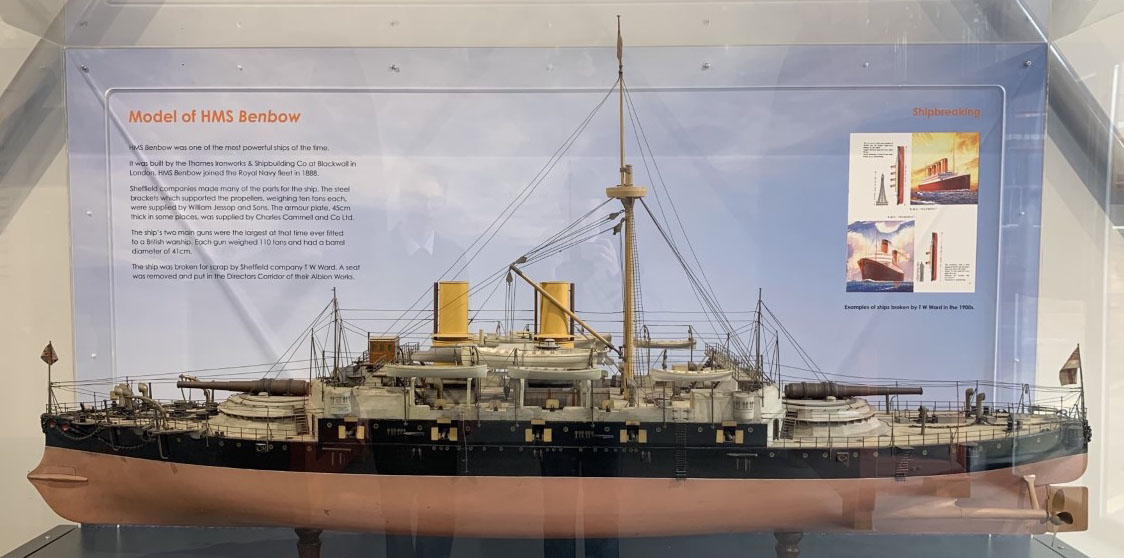 Model of HMS Benbow
HMS Benbow was one of the most powerful ships of the time.
It was built by the Thames Ironworks & Shipbuilding Co at Blackwall in
London. HMS Benbow joined the Royal Navy fleet in 1888.
Sheffield companies made many of the parts for the ship. The steel
brackets which supported the propellers, weighing ten tons each,
were supplied by William Jessop and Sons. The armour plate, 45cm
thick in some places, was supplied by Charles Cammell and Co Ltd.
The ship's two main guns were the largest at that time ever fitted
to a British warship. Each gun weighed 110 tons and had a barrel
diameter of 41cm.
The ship was broken for scrap by Sheffield company T W Ward. A seat
was removed and put in the Directors Corridor of their Albion Works.
Shipbreaking
Examples of ships broken by T W Ward in the 1900s.